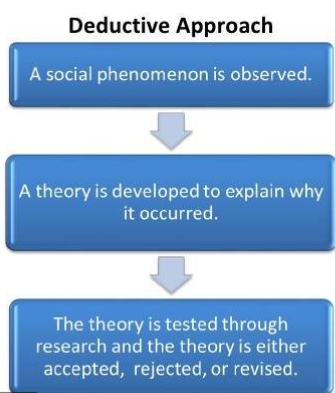 Deductive Approach
A social phenomenon is observed.
A theory is developed to explain why
it occurred.
The theory is tested through
research and the theory is either
accepted, rejected, or revised.